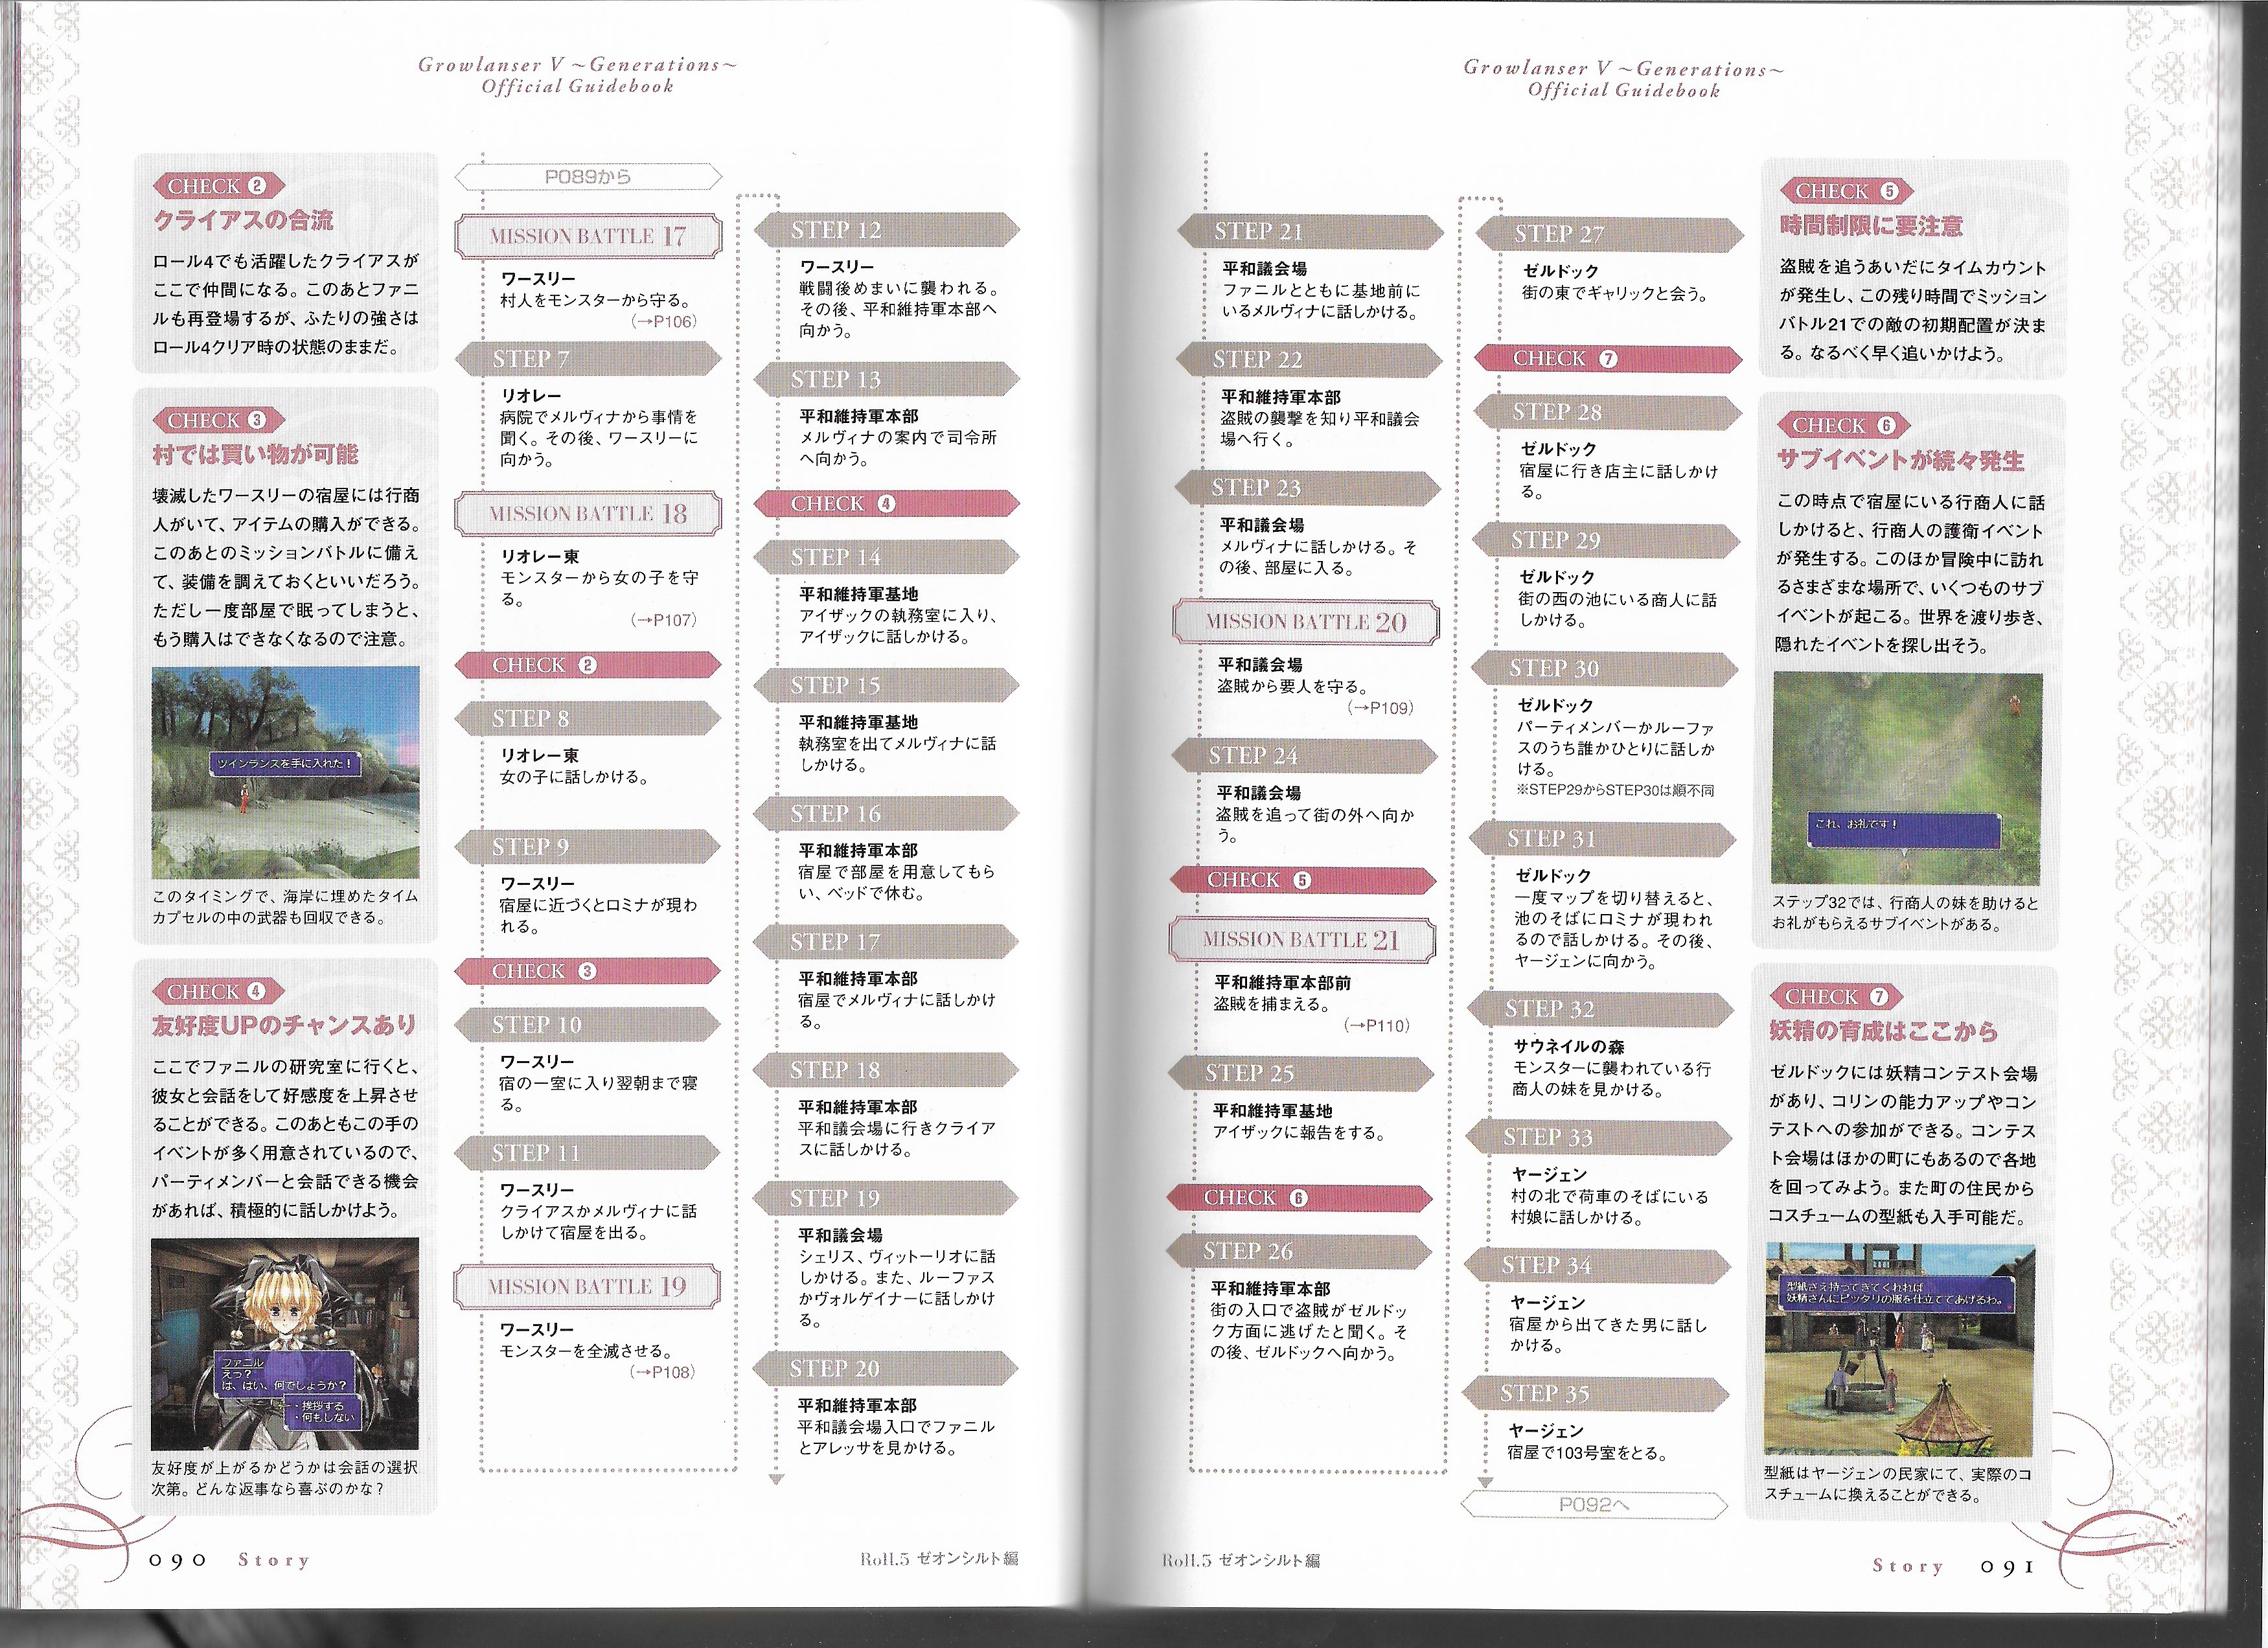 Growlanser V ~Generations~
Official Guidebook
CHECK 2
クライアスの合流
ロール4でも活躍したクライアスが
ここで仲間になる。このあとファニ
ルも再登場するが、ふたりの強さは
ロール4クリア時の状態のままだ。
CHECK 3
村では買い物が可能
壊滅したワースリーの宿屋には行商
人がいて、アイテムの購入ができる。
このあとのミッションバトルに備え
て、装備を調えておくといいだろう。
ただし一度部屋で眠ってしまうと、
もう購入はできなくなるので注意。
ツインランスを手に入れた！
このタイミングで、海岸に埋めたタイム
カプセルの中の武器も回収できる。
CHECK 4
友好度UPのチャンスあり
ここでファニルの研究室に行くと、
彼女と会話をして好感度を上昇させ
ることができる。このあともこの手の
イベントが多く用意されているので、
パーティメンバーと会話できる機会
があれば、積極的に話しかけよう。
ファニル
えっ？
は、はい、何でしょうか？
・挨拶する
・何もしない
友好度が上がるかどうかは会話の選択
次第。どんな返事なら喜ぶのかな？
P089から
MISSION BATTLE 17
ワースリー
村人をモンスターから守る。
（→P106）
STEP 7
リオレー
病院でメルヴィナから事情を
聞く。その後、ワースリーに
向かう。
MISSION BATTLE 18
リオレー東
モンスターから女の子を守
る。
（→P107）
CHECK 2
STEP 8
リオレー東
女の子に話しかける。
STEP 9
ワースリー
宿屋に近づくとロミナが現わ
れる。
CHECK 3
STEP 10
ワースリー
宿の一室に入り翌朝まで寝
る。
STEP 11
ワースリー
クライアスかメルヴィナに話
しかけて宿屋を出る。
MISSION BATTLE 19
ワースリー
モンスターを全滅させる。
（→P108）
STEP 12
ワースリー
戦闘後めまいに襲われる。
その後、平和維持軍本部へ
向かう。
STEP 13
平和維持軍本部
メルヴィナの案内で司令所
へ向かう。
CHECK 4
STEP 14
平和維持軍基地
アイザックの執務室に入り、
アイザックに話しかける。
STEP 15
平和維持軍基地
執務室を出てメルヴィナに話
しかける。
STEP 16
平和維持軍本部
宿屋で部屋を用意してもら
い、ベッドで休む。
STEP 17
平和維持軍本部
宿屋でメルヴィナに話しかけ
る。
STEP 18
平和維持軍本部
平和議会場に行きクライア
スに話しかける。
STEP 19
平和議会場
シェリス、ヴィットーリオに話
しかける。また、ルーファス
かヴォルゲイナーに話しかけ
る。
STEP 20
平和維持軍本部
平和議会場入口でファニル
とアレッサを見かける。
090 Story
Roll.5 ゼオンシルト編
Growlanser V ~Generations~
Official Guidebook
STEP 21
平和議会場
ファニルとともに基地前に
いるメルヴィナに話しかける。
STEP 22
平和維持軍本部
盗賊の襲撃を知り平和議会
場へ行く。
STEP 23
平和議会場
メルヴィナに話しかける。そ
の後、部屋に入る。
MISSION BATTLE 20
平和議会場
盗賊から要人を守る。
（→P109）
STEP 24
平和議会場
盗賊を追って街の外へ向か
う。
CHECK 5
MISSION BATTLE 21
平和維持軍本部前
盗賊を捕まえる。
（→P110）
STEP 25
平和維持軍基地
アイザックに報告をする。
CHECK 6
STEP 26
平和維持軍本部
街の入口で盗賊がゼルドッ
ク方面に逃げたと聞く。そ
の後、ゼルドックへ向かう。
STEP 27
ゼルドック
街の東でギャリックと会う。
CHECK 7
STEP 28
ゼルドック
宿屋に行き店主に話しかけ
る。
STEP 29
ゼルドック
街の西の池にいる商人に話
しかける。
STEP 30
ゼルドック
パーティメンバーかルーファ
スのうち誰かひとりに話しか
ける。
※STEP29からSTEP30は順不同
STEP 31
ゼルドック
一度マップを切り替えると、
池のそばにロミナが現われ
るので話しかける。その後、
ヤージェンに向かう。
STEP 32
サウネイルの森
モンスターに襲われている行
商人の妹を見かける。
STEP 33
ヤージェン
村の北で荷車のそばにいる
村娘に話しかける。
STEP 34
ヤージェン
宿屋から出てきた男に話し
かける。
STEP 35
ヤージェン
宿屋で103号室をとる。
P092へ
CHECK 5
時間制限に要注意
盗賊を追うあいだにタイムカウント
が発生し、この残り時間でミッション
バトル21での敵の初期配置が決ま
る。なるべく早く追いかけよう。
CHECK 6
サブイベントが続々発生
この時点で宿屋にいる行商人に話
しかけると、行商人の護衛イベント
が発生する。このほか冒険中に訪れ
るさまざまな場所で、いくつものサブ
イベントが起こる。世界を渡り歩き、
隠れたイベントを探し出そう。
これ、お礼です！
ステップ32では、行商人の妹を助けると
お礼がもらえるサブイベントがある。
CHECK 7
妖精の育成はここから
ゼルドックには妖精コンテスト会場
があり、コリンの能力アップやコン
テストへの参加ができる。コンテス
ト会場はほかの町にもあるので各地
を回ってみよう。また町の住民から
コスチュームの型紙も入手可能だ。
型紙さえ持ってきてくれれば
妖精さんにピッタリの服を仕立ててあげるわ。
型紙はヤージェンの民家にて、実際のコ
スチュームに換えることができる。
Roll.5 ゼオンシルト編
Story 091